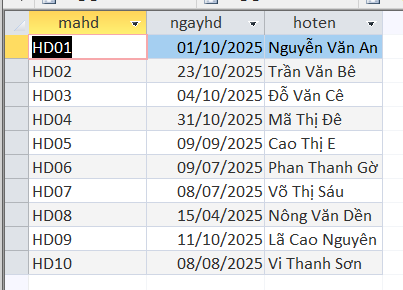 mahd ngayhd hoten
HD01 01/10/2025 Nguyễn Văn An
HD02 23/10/2025 Trần Văn Bê
HD03 04/10/2025 Đỗ Văn Cê
HD04 31/10/2025 Mã Thị Đê
HD05 09/09/2025 Cao Thị E
HD06 09/07/2025 Phan Thanh Gờ
HD07 08/07/2025 Võ Thị Sáu
HD08 15/04/2025 Nông Văn Dền
HD09 11/10/2025 Lã Cao Nguyên
HD10 08/08/2025 Vi Thanh Sơn